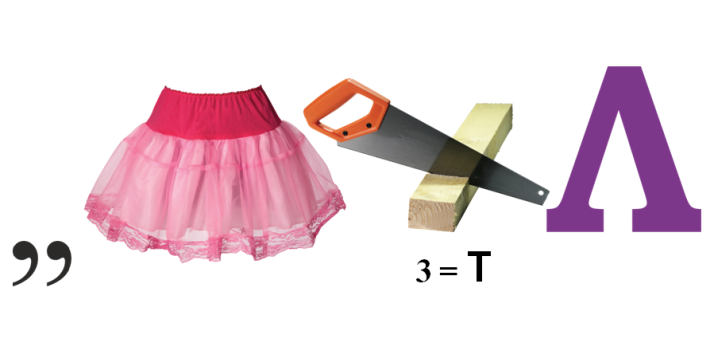 ,, Λ
3 = T